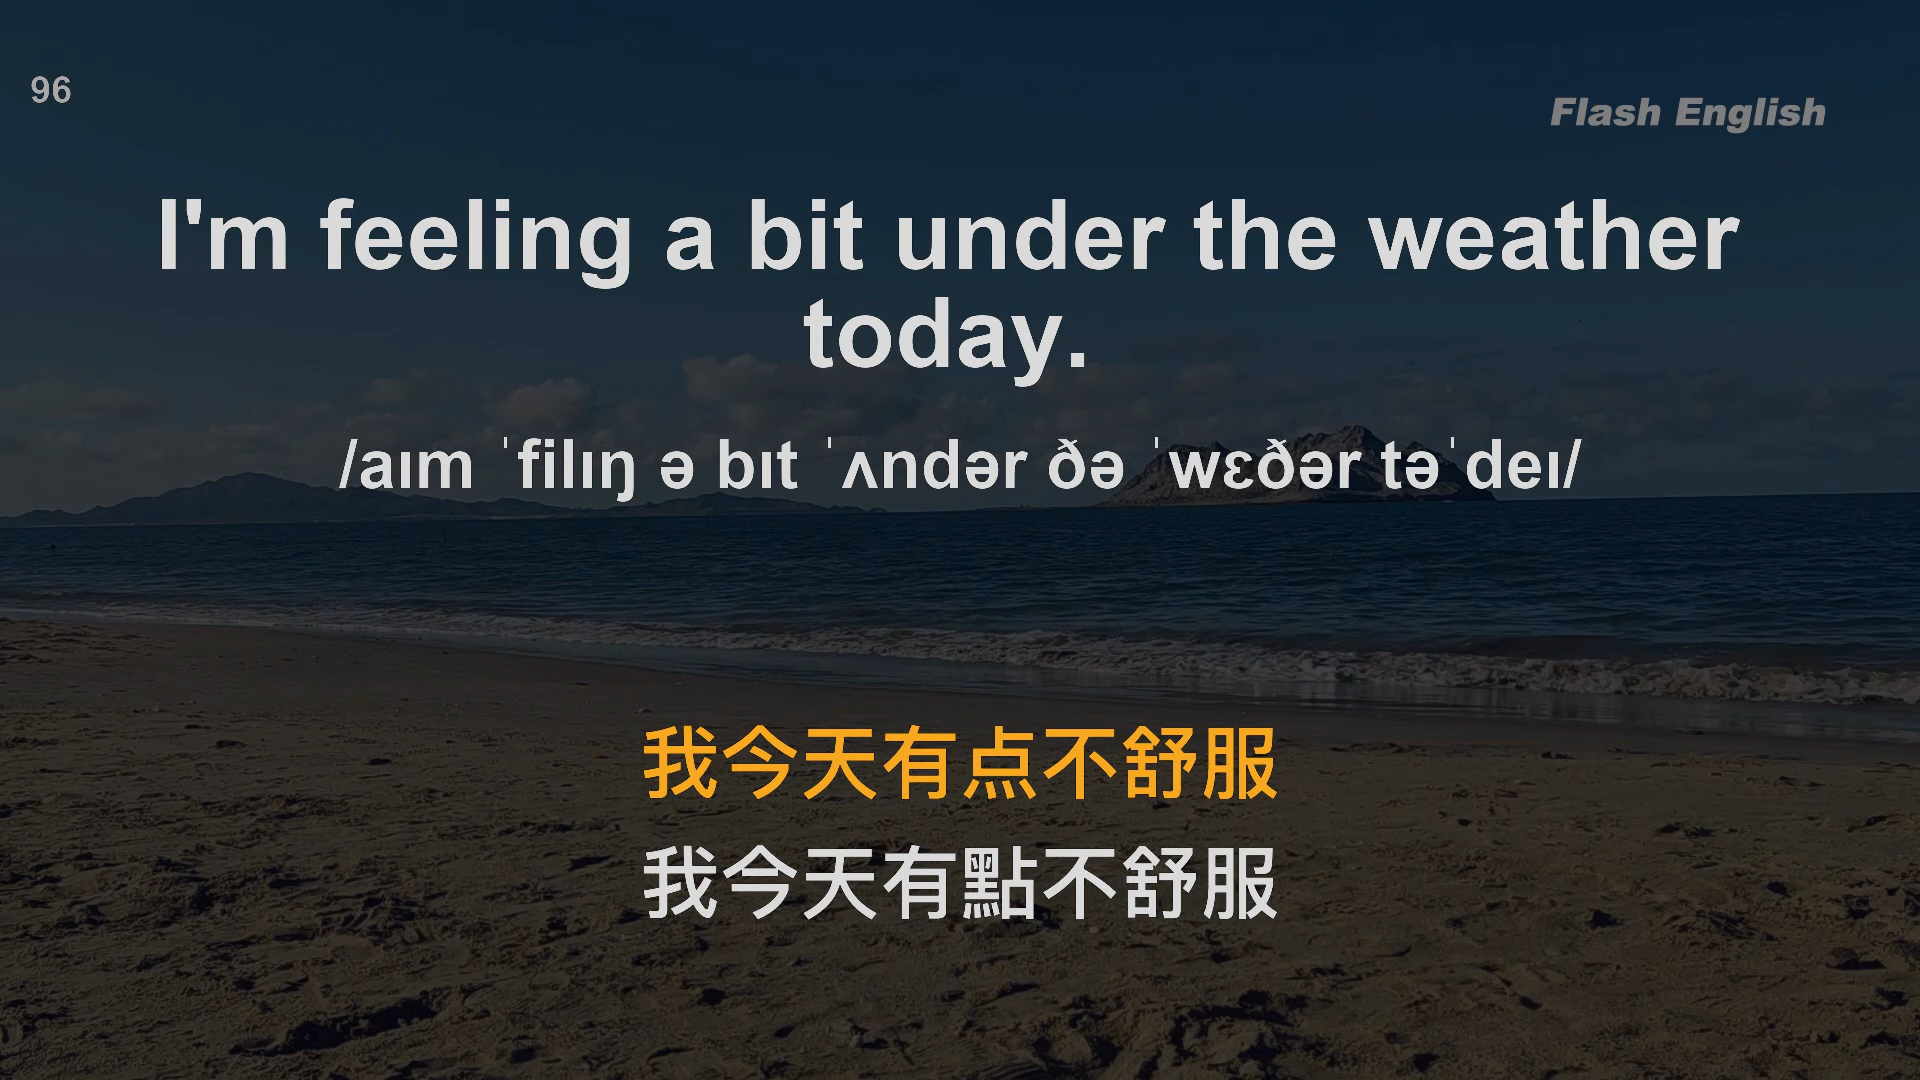 96
Flash English
I'm feeling a bit under the weather
today.
/aɪm ˈfilɪŋ ə bɪt ˈʌndər ðə ˈwɛðər təˈdeɪ/
我今天有点不舒服
我今天有點不舒服